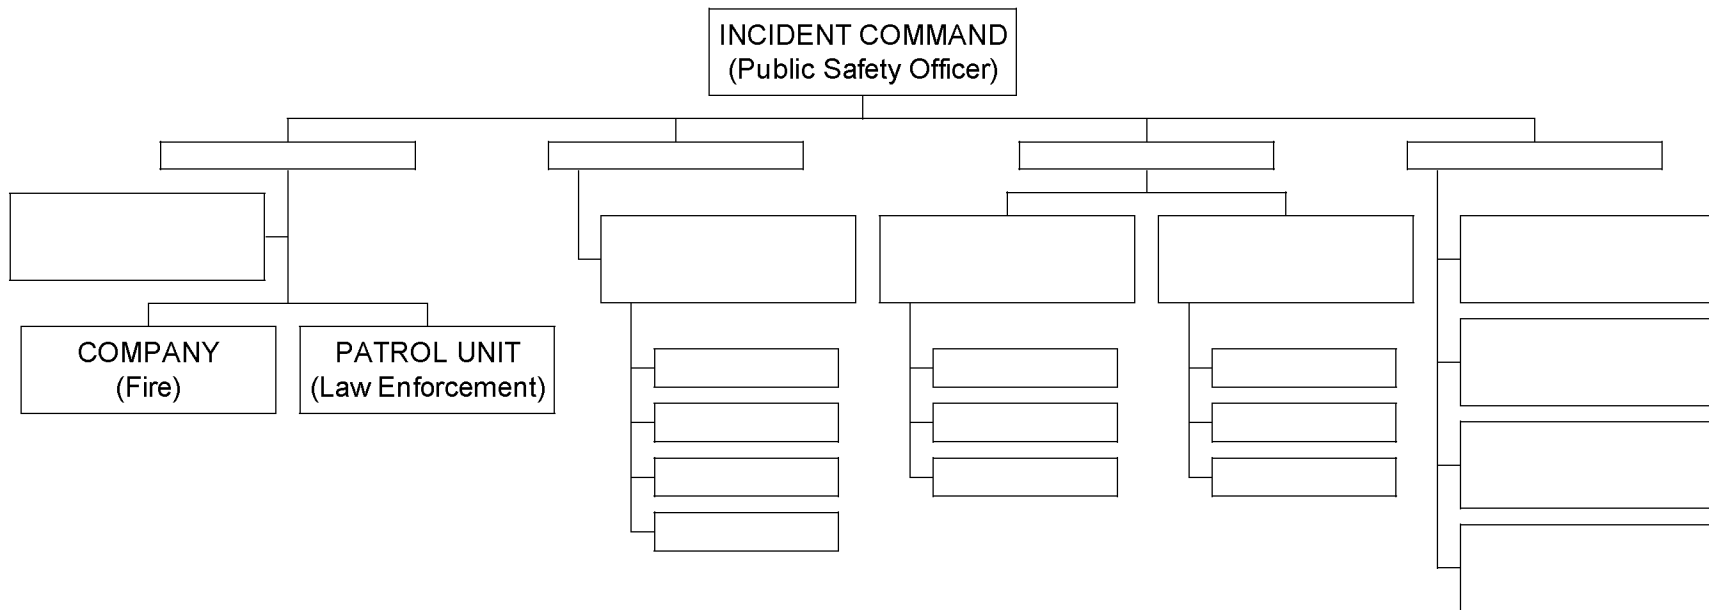 INCIDENT COMMAND
(Public Safety Officer)
COMPANY
(Fire)
PATROL UNIT
(Law Enforcement)